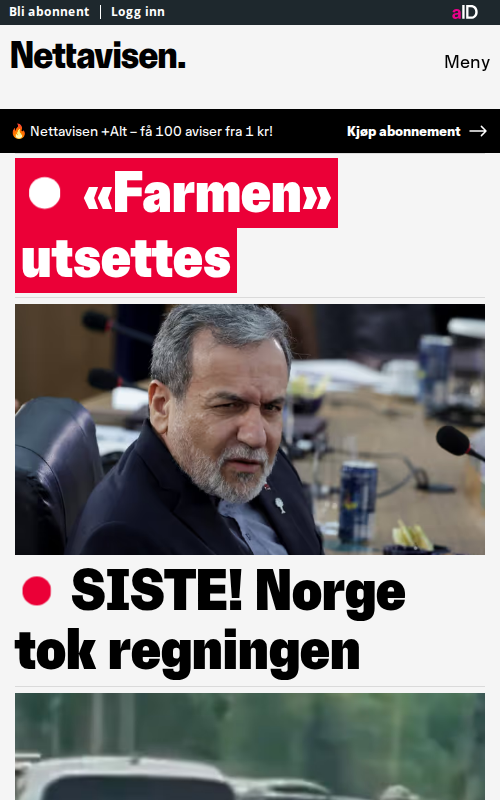 Bli abonnent | Logg inn aID
Nettavisen.
Meny
🔥 Nettavisen +Alt – få 100 aviser fra 1 kr! Kjøp abonnement →
«Farmen»
utsettes
SISTE! Norge
tok regningen